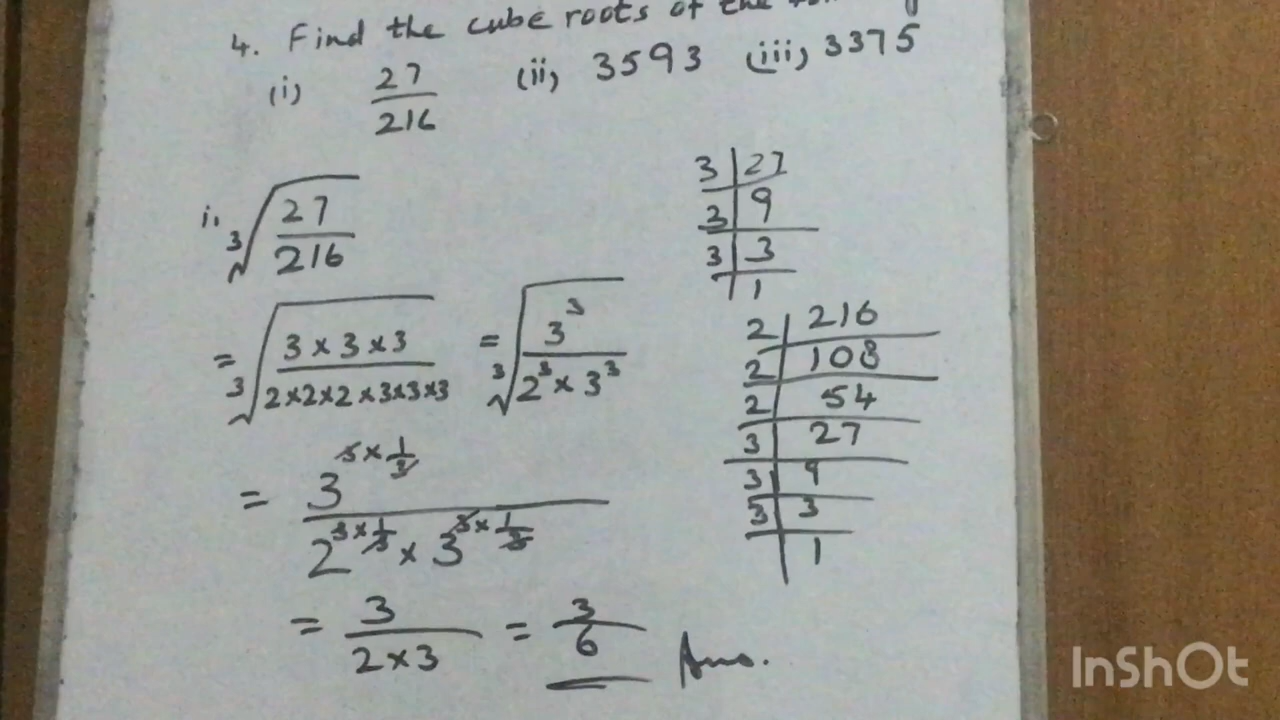 4. Find the cube roots of the
(i) 27/216 (ii) 3593 (iii) 3375
i. ∛(27/216)
= ∛((3×3×3)/(2×2×2×3×3×3)) = ∛(3³/(2³×3³))
= 3^(3×1/3)/(2^(3×1/3) × 3^(3×1/3))
= 3/(2×3) = 3/6 Ans.
3 | 27
3 | 9
3 | 3
1
2 | 216
2 | 108
2 | 54
3 | 27
3 | 9
3 | 3
1
InShOt